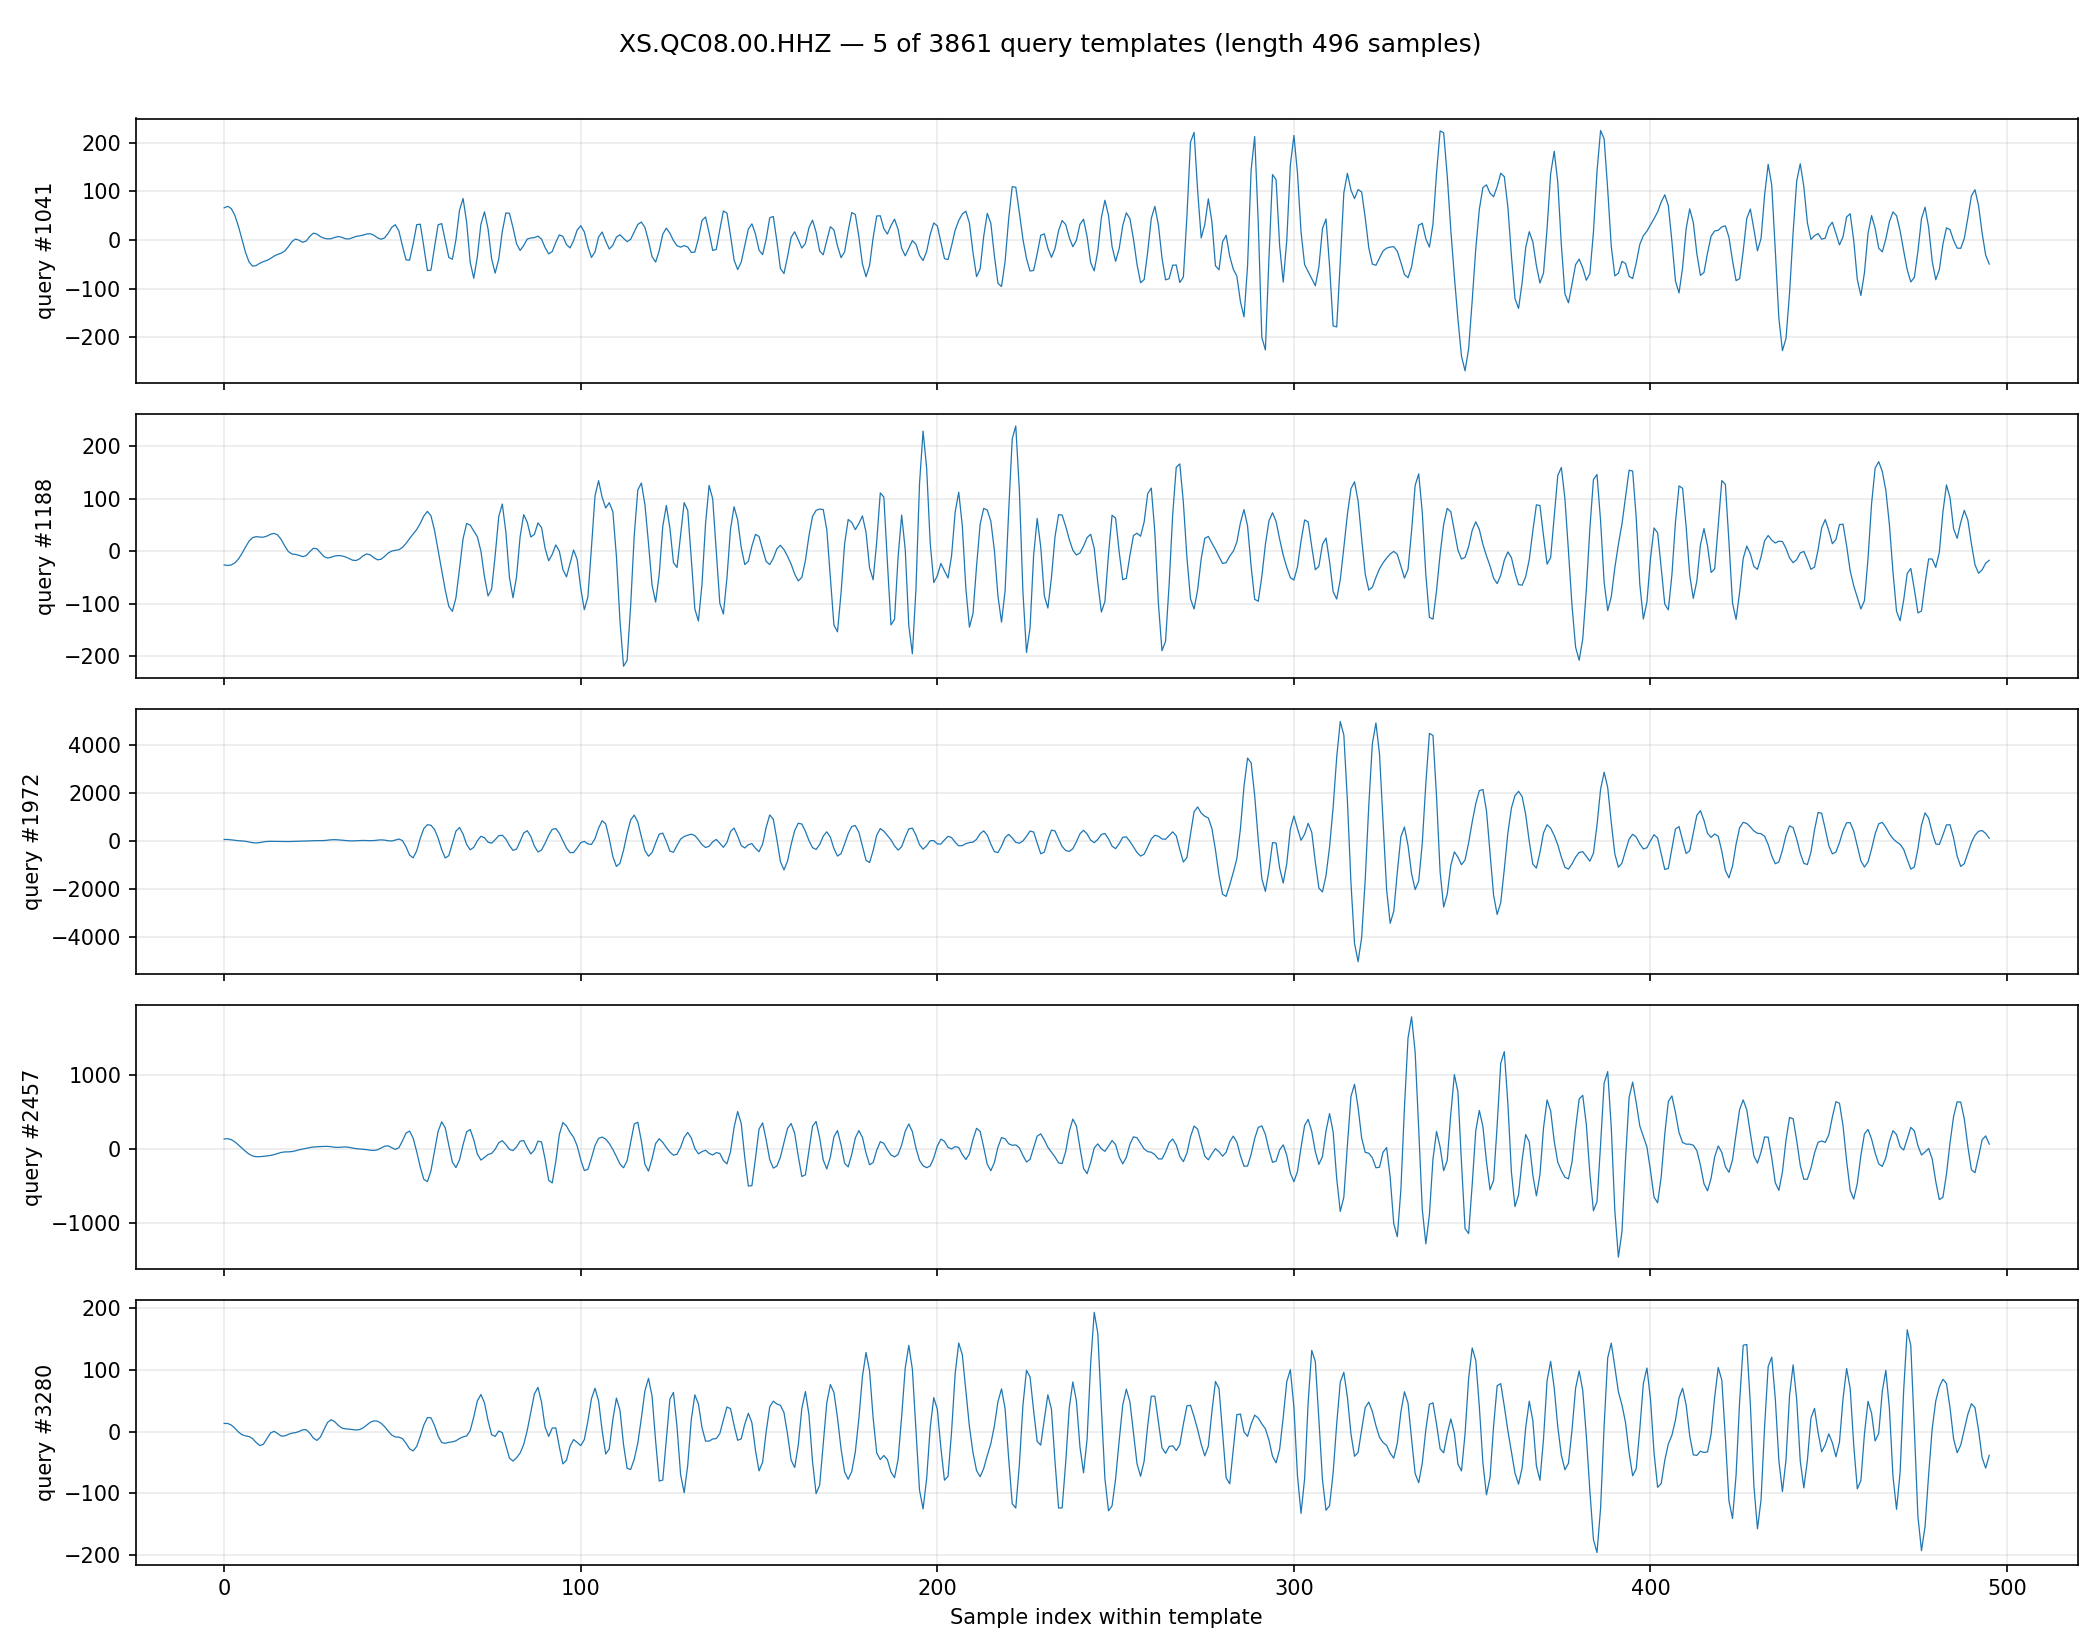 XS.QC08.00.HHZ — 5 of 3861 query templates (length 496 samples)
200
100
0
−100
−200
query #1041
200
100
0
−100
−200
query #1188
4000
2000
0
−2000
−4000
query #1972
1000
0
−1000
query #2457
200
100
0
−100
−200
query #3280
0 100 200 300 400 500
Sample index within template